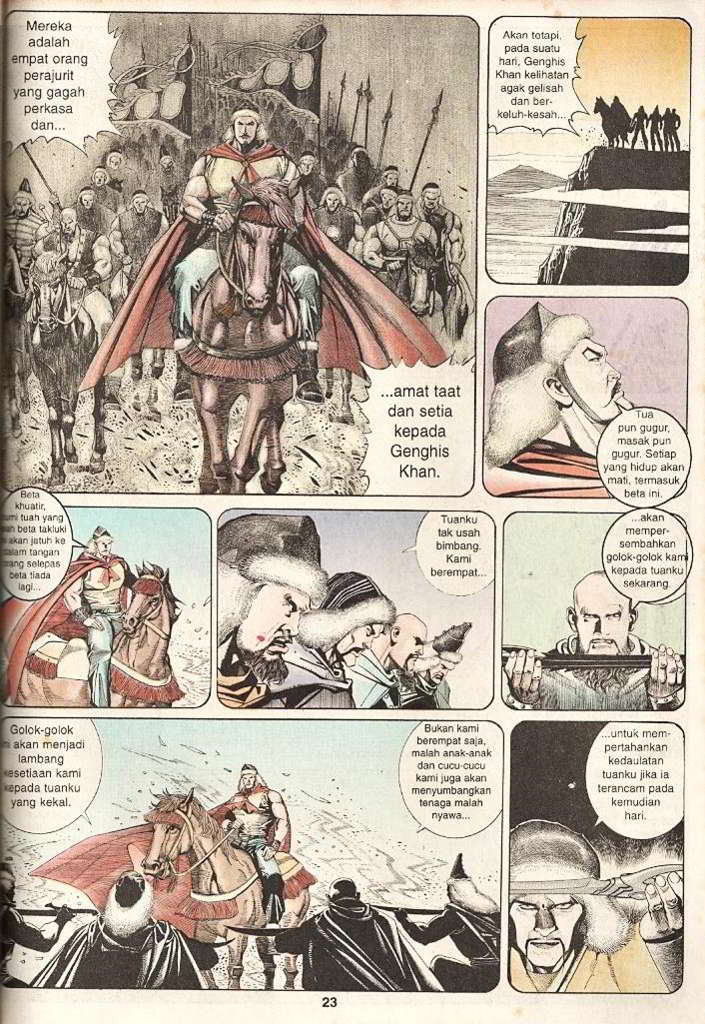 Mereka
adalah
empat orang
perajurit
yang gagah
perkasa
dan...
...amat taat
dan setia
kepada
Genghis
Khan.
Akan tetapi,
pada suatu
hari, Genghis
Khan kelihatan
agak gelisah
dan ber-
keluh-kesah...
Tua
pun gugur,
masak pun
gugur. Setiap
yang hidup akan
mati, termasuk
beta ini.
Beta
khuatir,
tuah yang
beta takluki
akan jatuh ke
dalam tangan
orang selepas
beta tiada
lagi...
Tuanku
tak usah
bimbang.
Kami
berempat...
...akan
memper-
sembahkan
golok-golok kami
kepada tuanku
sekarang.
Golok-golok
akan menjadi
lambang
kesetiaan kami
kepada tuanku
yang kekal.
Bukan kami
berempat saja,
malah anak-anak
dan cucu-cucu
kami juga akan
menyumbangkan
tenaga malah
nyawa...
...untuk mem-
pertahankan
kedaulatan
tuanku jika ia
terancam pada
kemudian
hari.
23